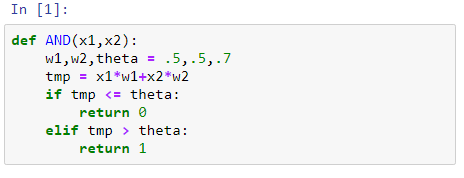 In [1]:
def AND(x1,x2):
    w1,w2,theta = .5,.5,.7
    tmp = x1*w1+x2*w2
    if tmp <= theta:
        return 0
    elif tmp > theta:
        return 1